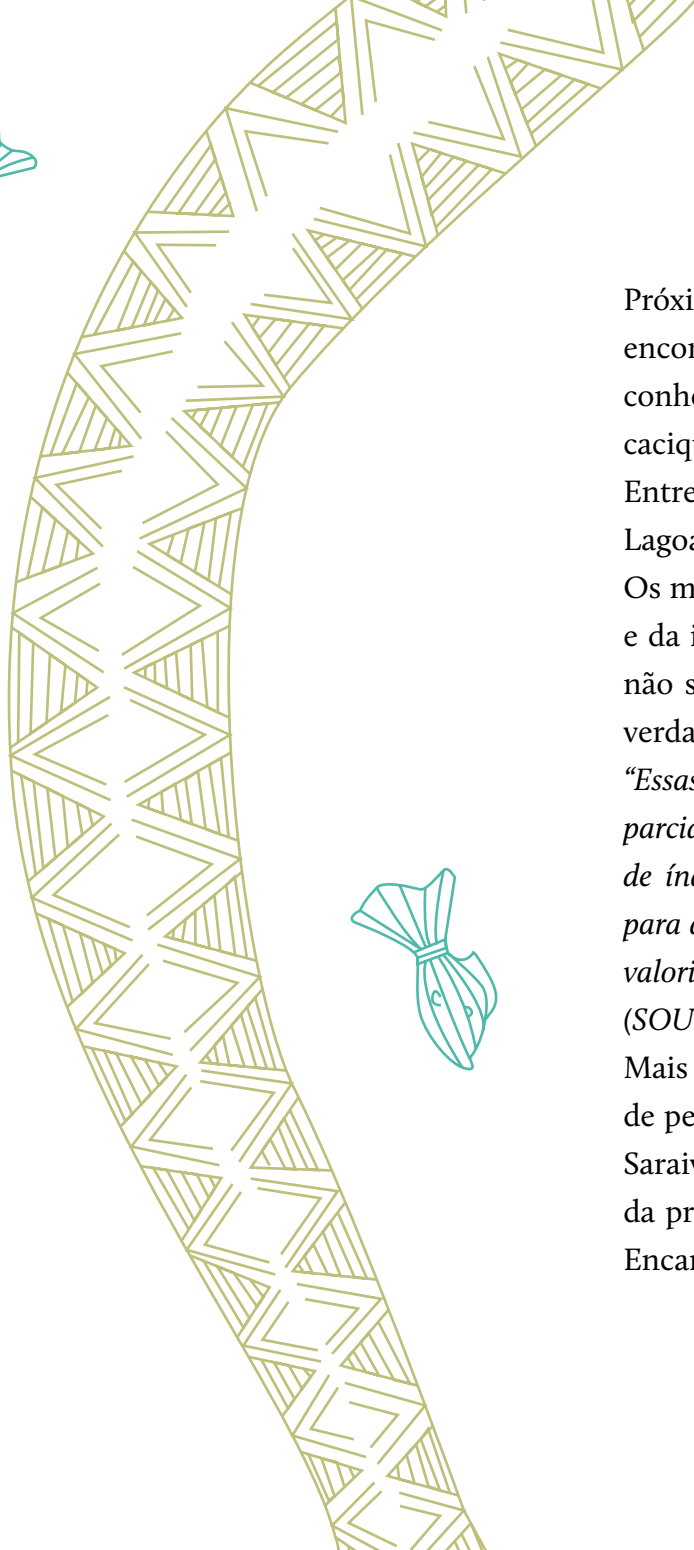 Próxi
encon
conhe
caciq
Entre
Lagoa
Os m
e da i
não s
verda
“Essas
parcia
de ín
para
valori
(SOU
Mais
de pe
Saraiv
da pr
Encar